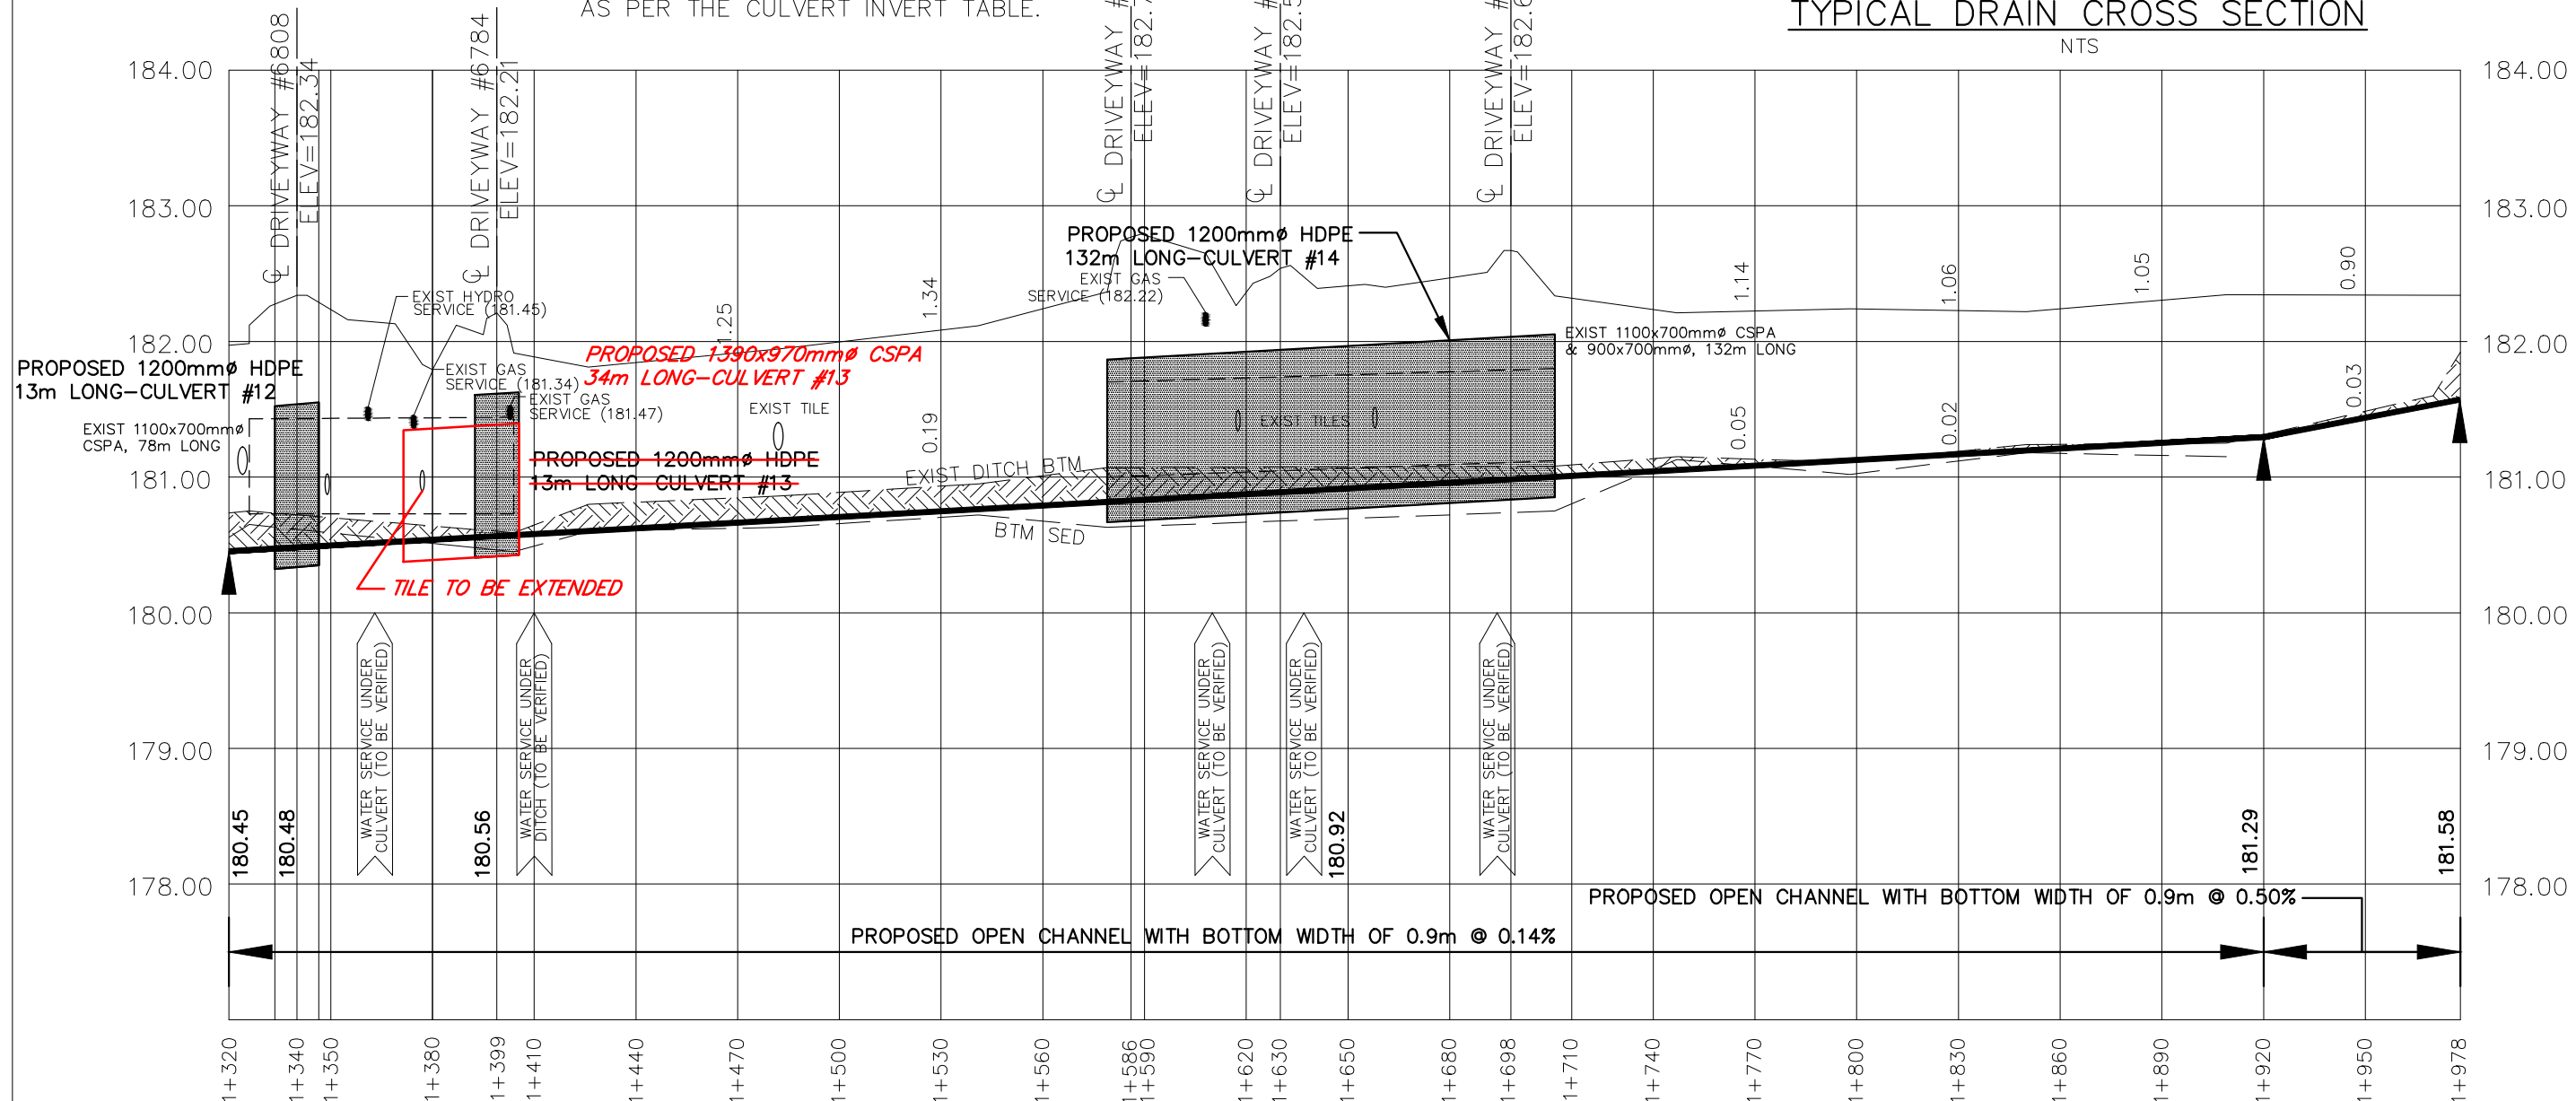 AS PER THE CULVERT INVERT TABLE.
TYPICAL DRAIN CROSS SECTION
NTS
℄ DRIVEWAY #6808
ELEV=182.34
℄ DRIVEWAY #6784
ELEV=182.21
℄ DRIVEYWAY #
ELEV=182.7
℄ DRIVEYWAY #
ELEV=182.5
℄ DRIVEYWAY #
ELEV=182.6
184.00
184.00
183.00
183.00
182.00
182.00
181.00
181.00
180.00
180.00
179.00
179.00
178.00
178.00
PROPOSED 1200mmø HDPE
132m LONG-CULVERT #14
EXIST GAS
SERVICE (182.22)
EXIST HYDRO
SERVICE (181.45)
1.25
1.34
1.14
1.06
1.05
0.90
EXIST 1100x700mmø CSPA
& 900x700mmø, 132m LONG
PROPOSED 1390x970mmø CSPA
34m LONG-CULVERT #13
PROPOSED 1200mmø HDPE
13m LONG-CULVERT #12
EXIST GAS
SERVICE (181.34)
EXIST GAS
SERVICE (181.47)
EXIST TILE
EXIST TILES
EXIST 1100x700mmø
CSPA, 78m LONG
0.19
0.05
0.02
0.03
PROPOSED 1200mmø HDPE
13m LONG-CULVERT #13
EXIST DITCH BTM
BTM SED
TILE TO BE EXTENDED
WATER SERVICE UNDER
CULVERT (TO BE VERIFIED)
WATER SERVICE UNDER
DITCH (TO BE VERIFIED)
WATER SERVICE UNDER
CULVERT (TO BE VERIFIED)
WATER SERVICE UNDER
CULVERT (TO BE VERIFIED)
WATER SERVICE UNDER
CULVERT (TO BE VERIFIED)
180.45
180.48
180.56
180.92
181.29
181.58
PROPOSED OPEN CHANNEL WITH BOTTOM WIDTH OF 0.9m @ 0.50%
PROPOSED OPEN CHANNEL WITH BOTTOM WIDTH OF 0.9m @ 0.14%
1+320
1+340
1+350
1+380
1+399
1+410
1+440
1+470
1+500
1+530
1+560
1+586
1+590
1+620
1+630
1+650
1+680
1+698
1+710
1+740
1+770
1+800
1+830
1+860
1+890
1+920
1+950
1+978